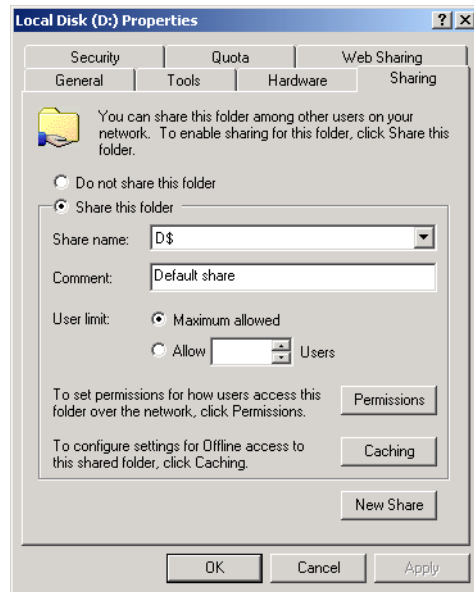 Local Disk (D:) Properties
Security Quota Web Sharing
General Tools Hardware Sharing
You can share this folder among other users on your
network. To enable sharing for this folder, click Share this
folder.
Do not share this folder
Share this folder
Share name: D$
Comment: Default share
User limit: Maximum allowed
Allow Users
To set permissions for how users access this
folder over the network, click Permissions.
Permissions
To configure settings for Offline access to
this shared folder, click Caching.
Caching
New Share
OK Cancel Apply